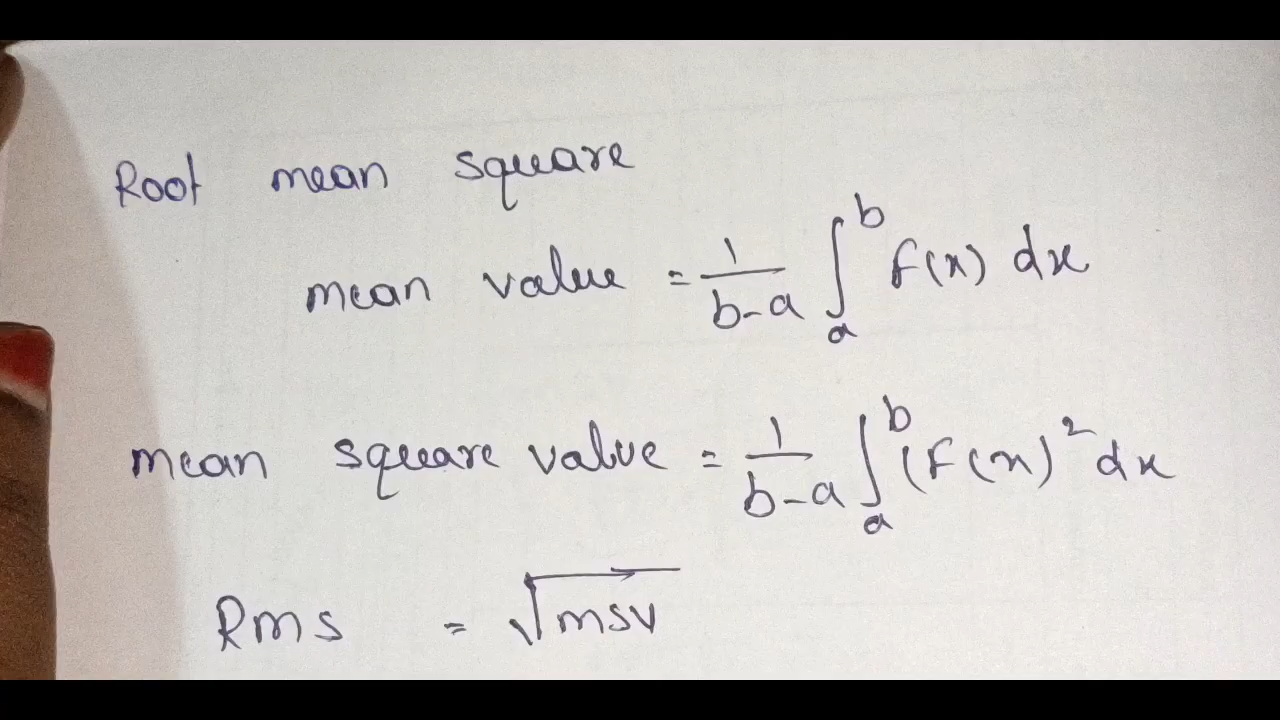 Root mean square
mean value = 1/(b-a) ∫_a^b f(x) dx
mean square value = 1/(b-a) ∫_a^b (f(x)² dx
Rms = √msv